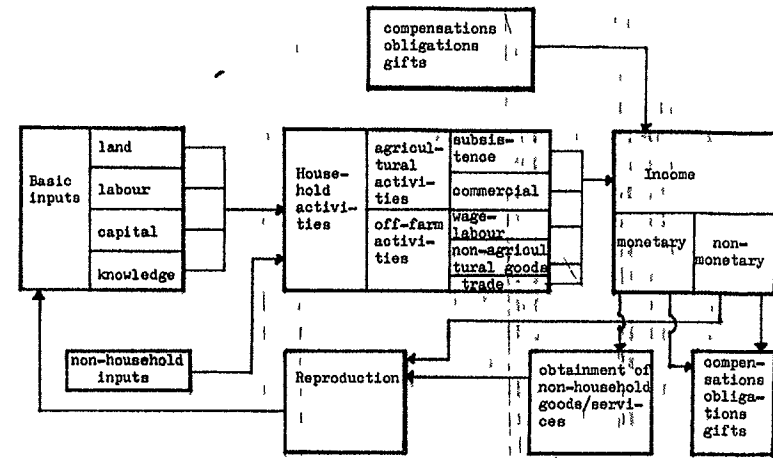 compensations
obligations
gifts
Basic
inputs
land
labour
capital
knowledge
House-
hold
activi-
ties
agricul-
tural
activi-
ties
off-farm
activi-
ties
subsis-
tence
commercial
wage-
labour
non-agricul
tural goods
trade
Income
monetary
non-
monetary
non-household
inputs
Reproduction
obtainment of
non-household
goods/servi-
ces
compen-
sations
obliga-
tions
gifts